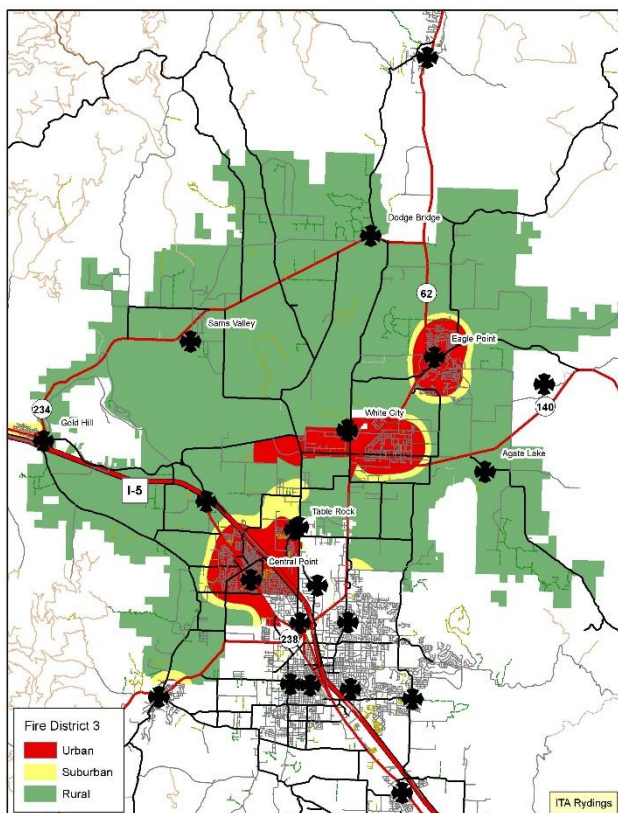 Dodge Bridge
62
Sams Valley
Eagle Point
234
Gold Hill
White City
140
Agate Lake
I-5
Table Rock
Central Point
238
Fire District 3
Urban
Suburban
Rural
ITA Rydings